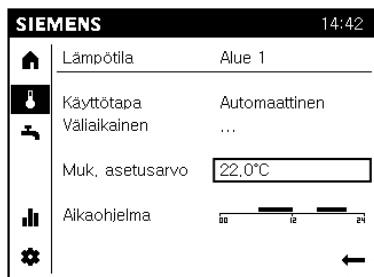 SIEMENS 14:42
Lämpötila Alue 1
Käyttötapa Automaattinen
Väliaikainen ...
Muk. asetusarvo 22,0°C
Aikaohjelma
00 12 24